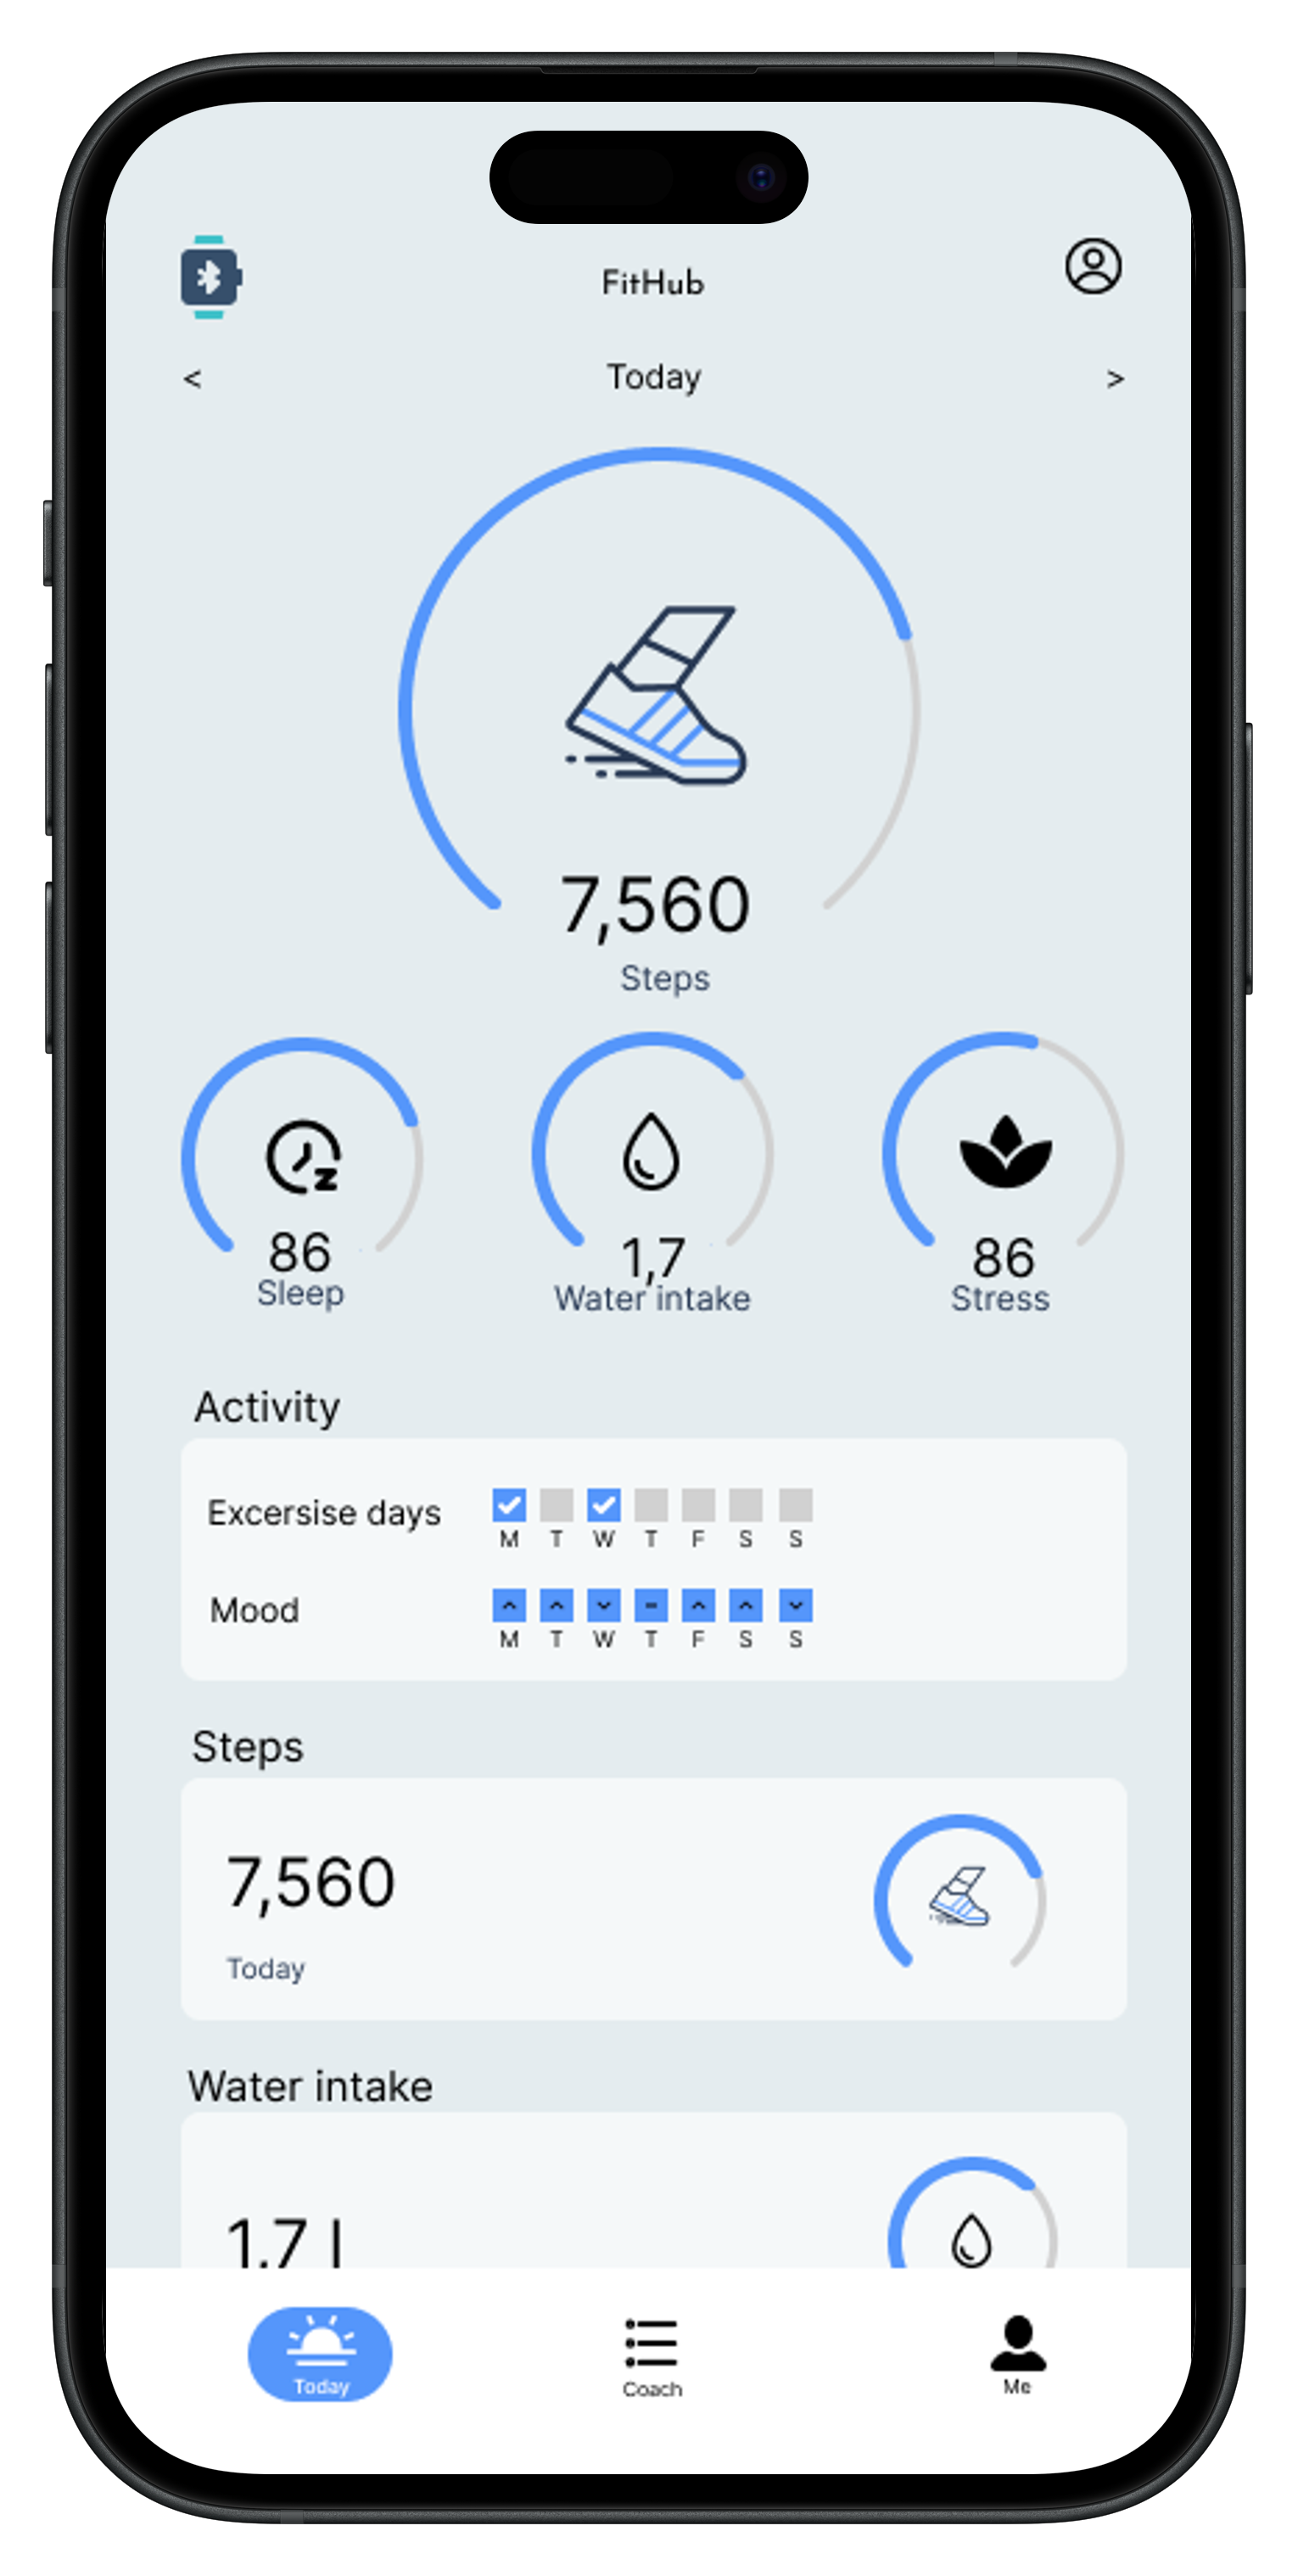 FitHub
< Today >
7,560
Steps
86 1,7 86
Sleep Water intake Stress
Activity
Excersise days
M T W T F S S
Mood
M T W T F S S
Steps
7,560
Today
Water intake
1,7 l
Today Coach Me